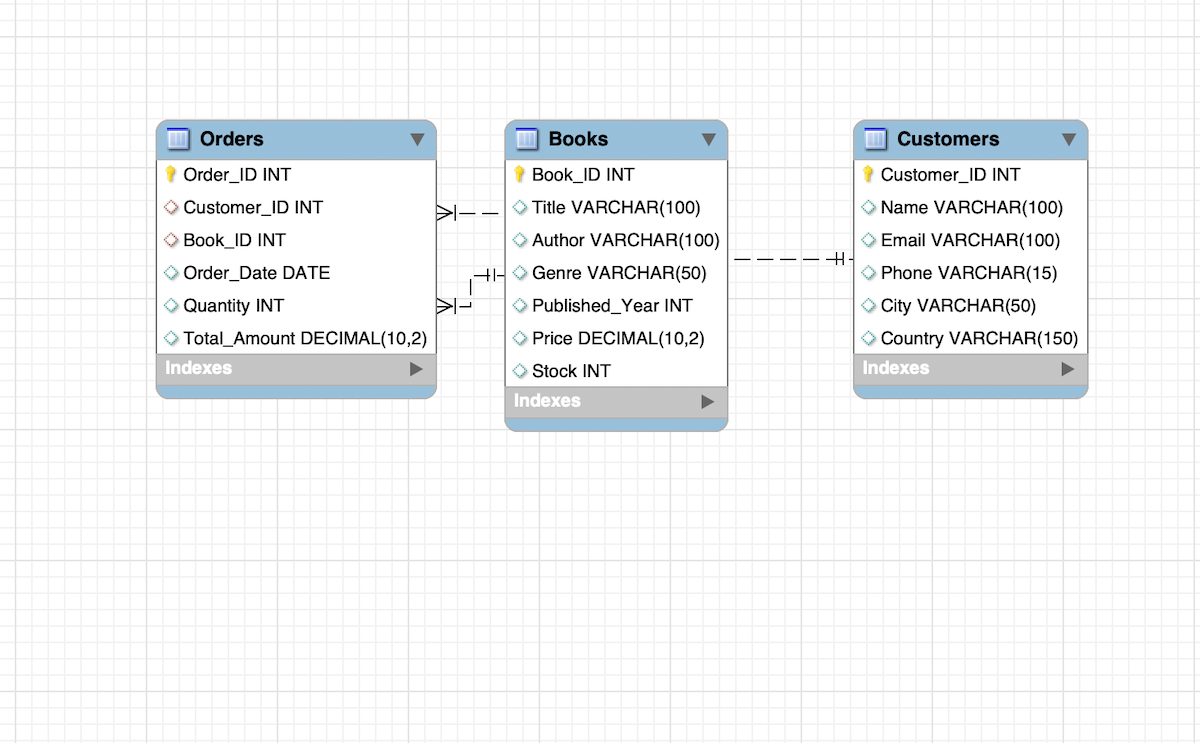 Orders
Order_ID INT
Customer_ID INT
Book_ID INT
Order_Date DATE
Quantity INT
Total_Amount DECIMAL(10,2)
Indexes
Books
Book_ID INT
Title VARCHAR(100)
Author VARCHAR(100)
Genre VARCHAR(50)
Published_Year INT
Price DECIMAL(10,2)
Stock INT
Indexes
Customers
Customer_ID INT
Name VARCHAR(100)
Email VARCHAR(100)
Phone VARCHAR(15)
City VARCHAR(50)
Country VARCHAR(150)
Indexes